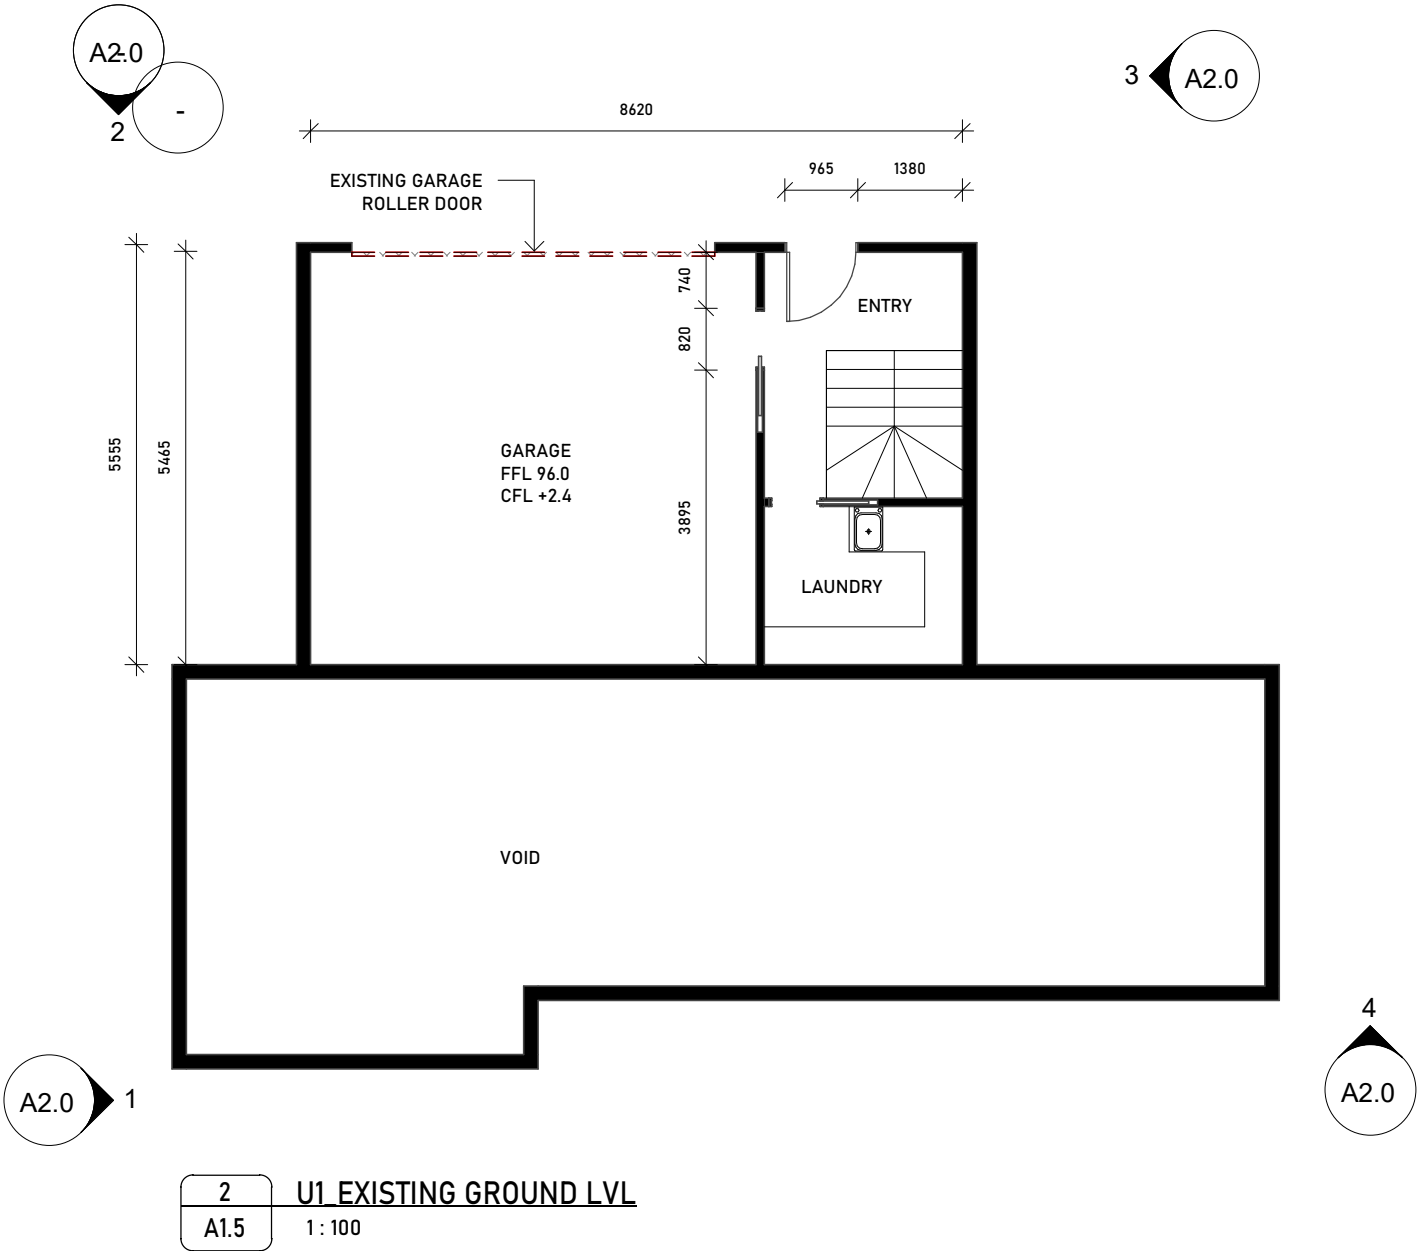 A2.0
-
-
2
3
A2.0
8620
965
1380
EXISTING GARAGE
ROLLER DOOR
740
ENTRY
820
5555
5465
GARAGE
FFL 96.0
CFL +2.4
3895
LAUNDRY
VOID
4
A2.0
A2.0
1
2
U1_EXISTING GROUND LVL
A1.5
1 : 100